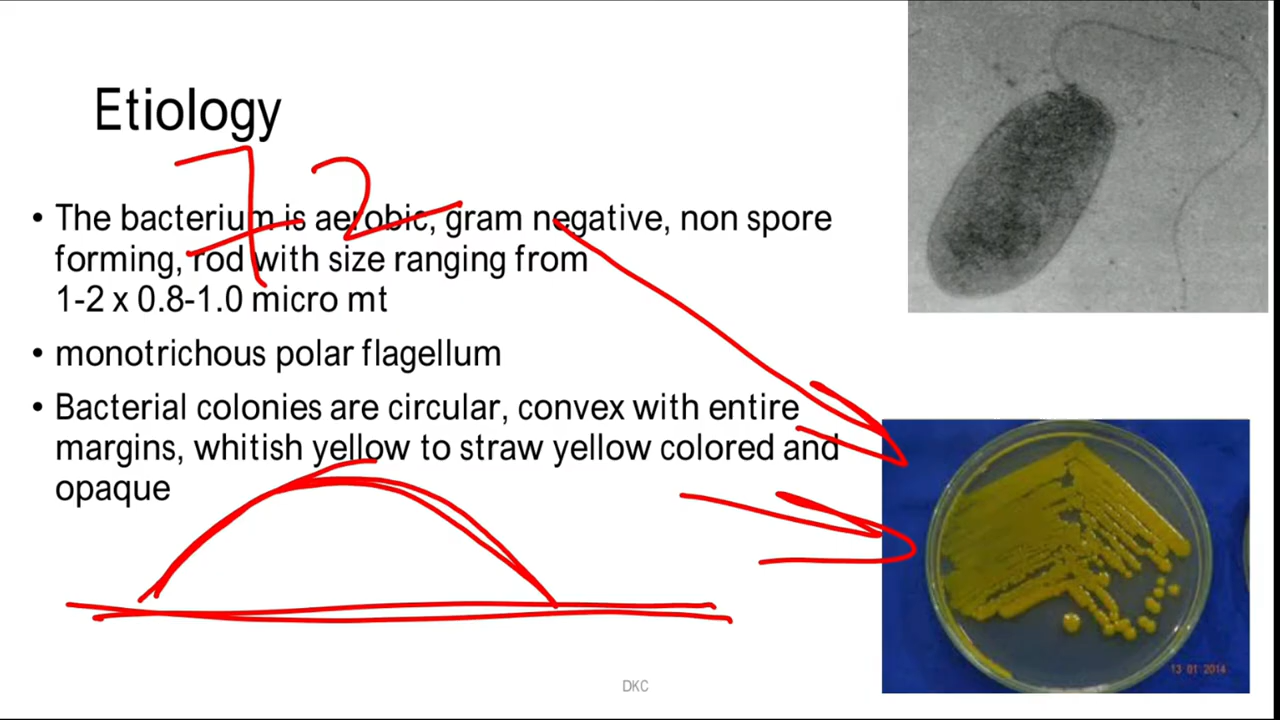 Etiology
72
• The bacterium is aerobic, gram negative, non spore
forming, rod with size ranging from
1-2 x 0.8-1.0 micro mt
• monotrichous polar flagellum
• Bacterial colonies are circular, convex with entire
margins, whitish yellow to straw yellow colored and
opaque
13 01 2014
DKC